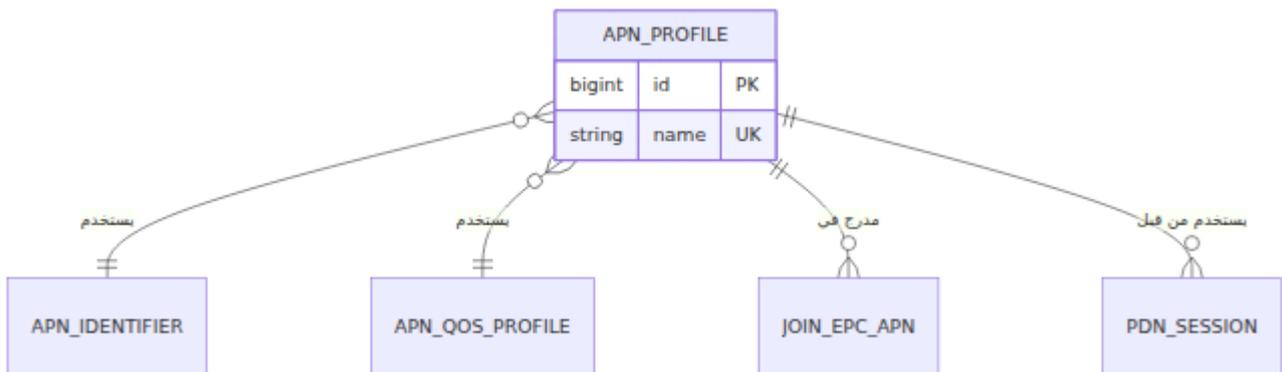 APN_PROFILE
bigint id PK
string name UK
يستخدم
يستخدم
مدرج في
يستخدم من قبل
APN_IDENTIFIER
APN_QOS_PROFILE
JOIN_EPC_APN
PDN_SESSION